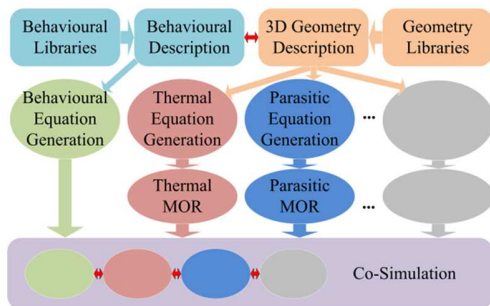 Behavioural
Libraries
Behavioural
Description
3D Geometry
Description
Geometry
Libraries
Behavioural
Equation
Generation
Thermal
Equation
Generation
Parasitic
Equation
Generation
...
Thermal
MOR
Parasitic
MOR
...
Co-Simulation